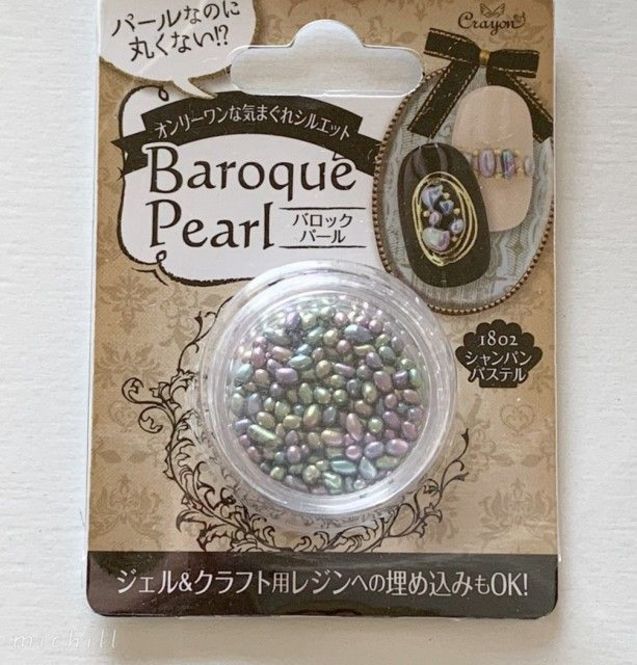 パールなのに
丸くない!?
Crayon
オンリーワンな気まぐれシルエット
Baroque
Pearl
バロック
パール
1802
シャンパン
パステル
ジェル&クラフト用レジンへの埋め込みもOK!
michill